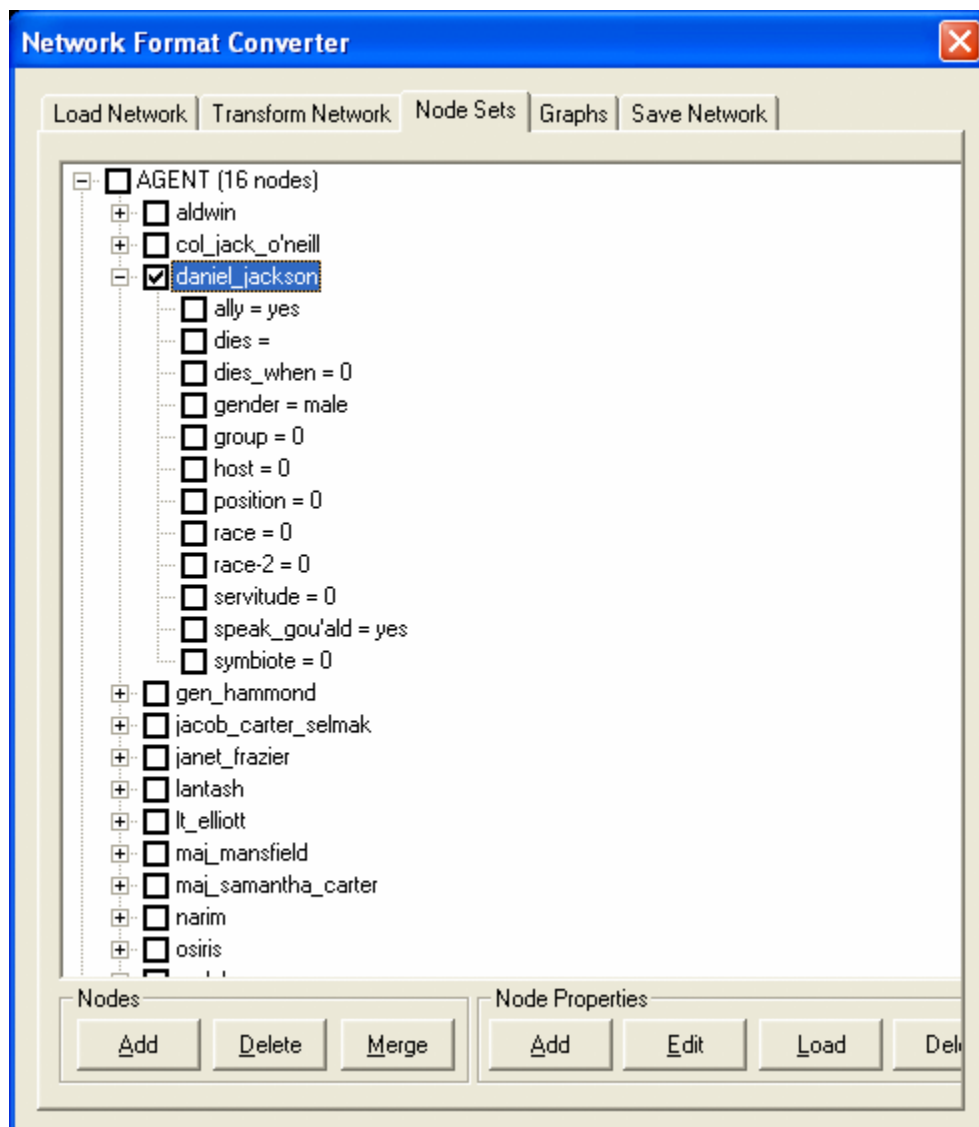 Network Format Converter
Load Network Transform Network Node Sets Graphs Save Network
AGENT (16 nodes)
aldwin
col_jack_o'neill
daniel_jackson
ally = yes
dies =
dies_when = 0
gender = male
group = 0
host = 0
position = 0
race = 0
race-2 = 0
servitude = 0
speak_gou'ald = yes
symbiote = 0
gen_hammond
jacob_carter_selmak
janet_frazier
lantash
lt_elliott
maj_mansfield
maj_samantha_carter
narim
osiris
Nodes Node Properties
Add Delete Merge Add Edit Load